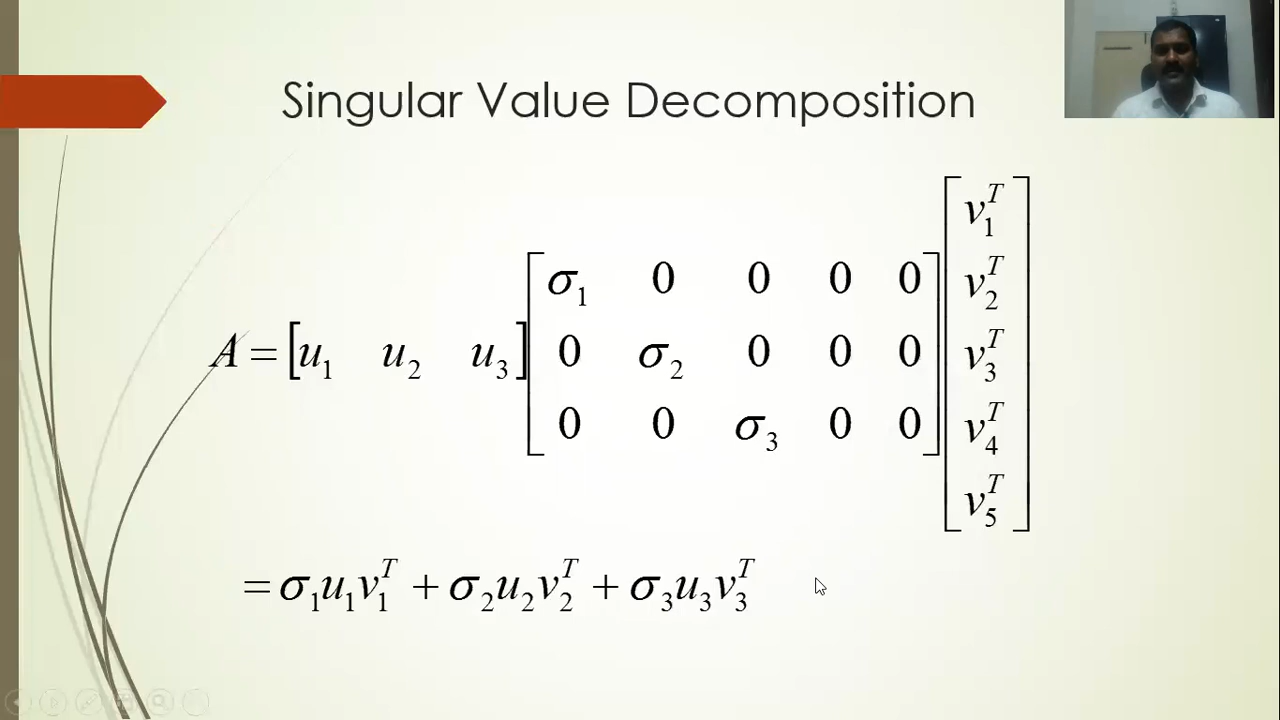 Singular Value Decomposition
A = [u₁ u₂ u₃] [σ₁ 0 0 0 0; 0 σ₂ 0 0 0; 0 0 σ₃ 0 0] [v₁ᵀ; v₂ᵀ; v₃ᵀ; v₄ᵀ; v₅ᵀ]
= σ₁u₁v₁ᵀ + σ₂u₂v₂ᵀ + σ₃u₃v₃ᵀ